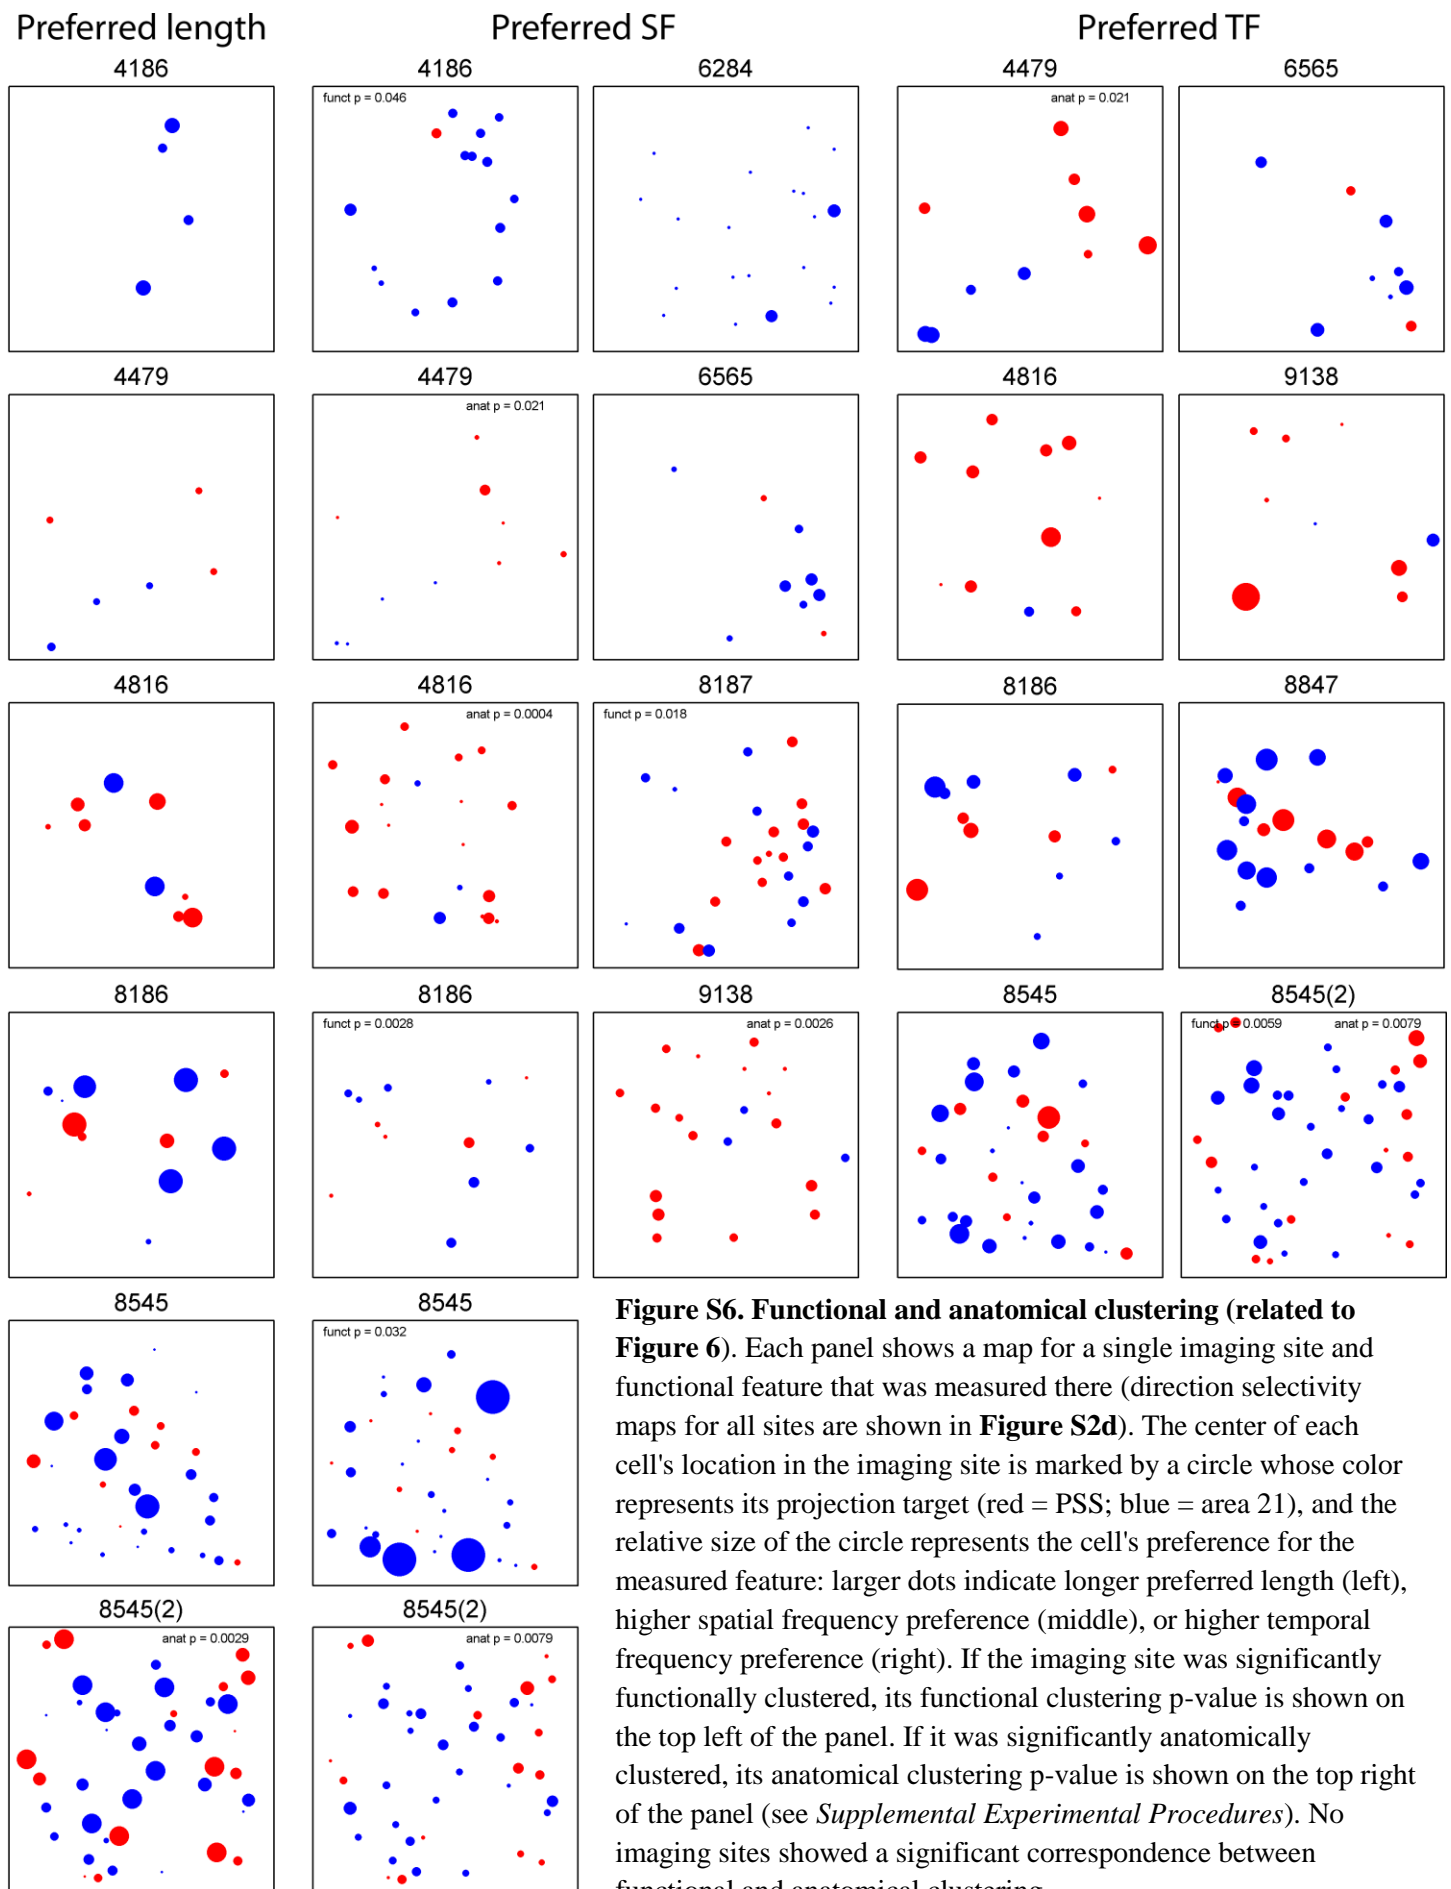 Preferred length Preferred SF Preferred TF
4186 4186 6284 4479 6565
funct p = 0.046 anat p = 0.021
4479 4479 6565 4816 9138
anat p = 0.021
4816 4816 8187 8186 8847
anat p = 0.0004 funct p = 0.018
8186 8186 9138 8545 8545(2)
funct p = 0.0028 anat p = 0.0026 funct p = 0.0059 anat p = 0.0079
8545 8545
funct p = 0.032
8545(2) 8545(2)
anat p = 0.0029 anat p = 0.0079
Figure S6. Functional and anatomical clustering (related to
Figure 6). Each panel shows a map for a single imaging site and
functional feature that was measured there (direction selectivity
maps for all sites are shown in Figure S2d). The center of each
cell's location in the imaging site is marked by a circle whose color
represents its projection target (red = PSS; blue = area 21), and the
relative size of the circle represents the cell's preference for the
measured feature: larger dots indicate longer preferred length (left),
higher spatial frequency preference (middle), or higher temporal
frequency preference (right). If the imaging site was significantly
functionally clustered, its functional clustering p-value is shown on
the top left of the panel. If it was significantly anatomically
clustered, its anatomical clustering p-value is shown on the top right
of the panel (see Supplemental Experimental Procedures). No
imaging sites showed a significant correspondence between
functional and anatomical clustering.